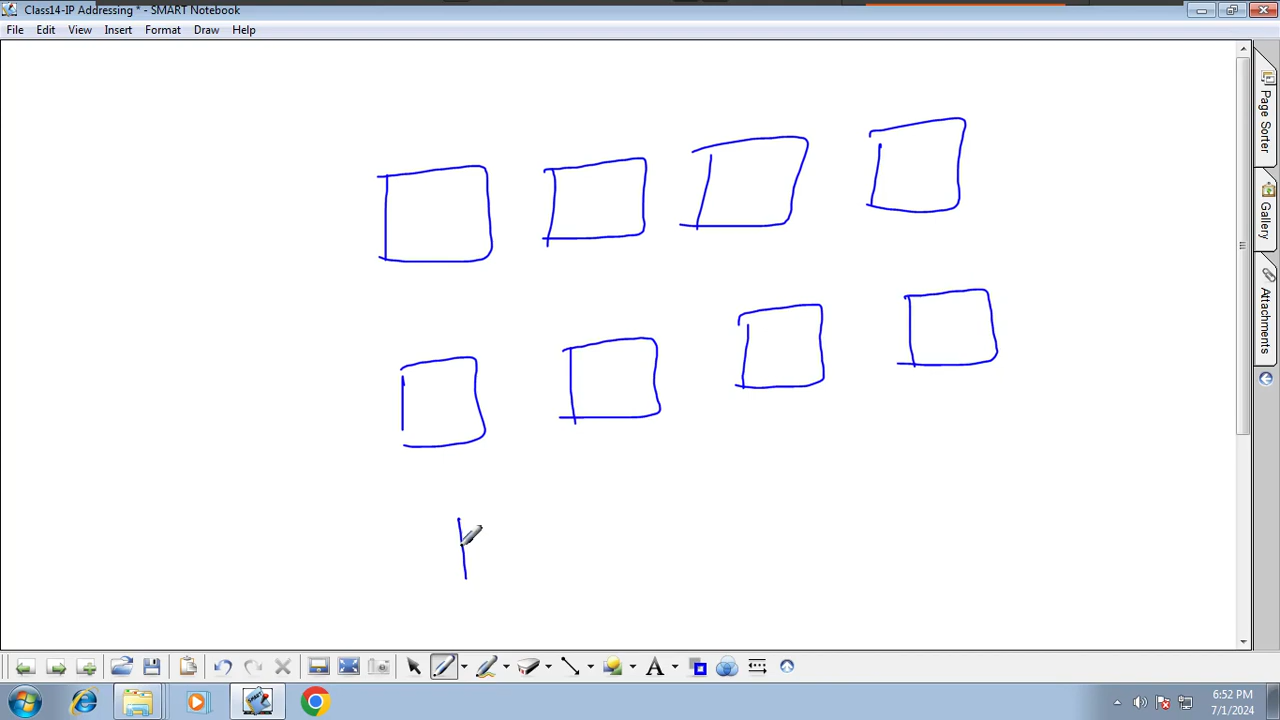 Class14-IP Addressing * - SMART Notebook
File Edit View Insert Format Draw Help
Page Sorter
Gallery
Attachments
6:52 PM
7/1/2024